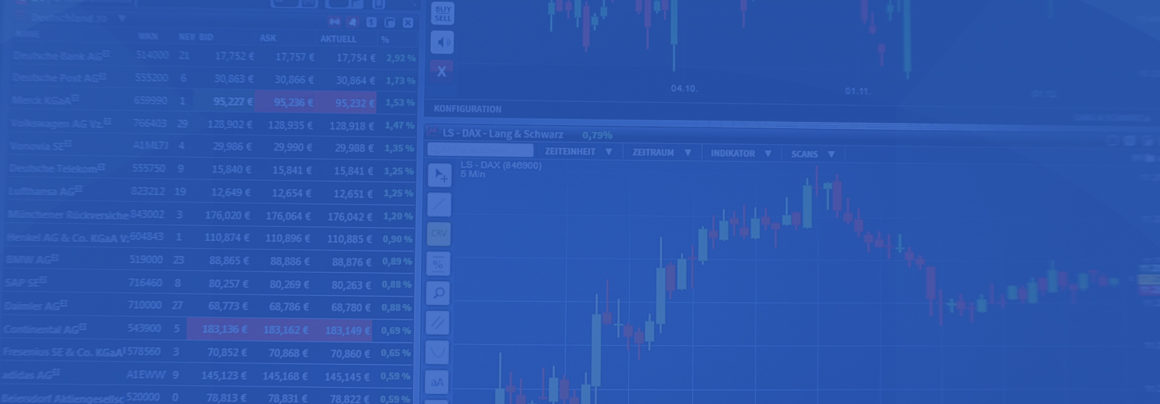 Deutschland 30
NAME WKN NEU BID ASK AKTUELL %
Deutsche Bank AG 514000 21 17,752 € 17,757 € 17,754 € 2,92 %
Deutsche Post AG 555200 6 30,863 € 30,866 € 30,864 € 1,73 %
Merck KGaA 659990 1 95,227 € 95,236 € 95,232 € 1,53 %
Volkswagen AG Vz. 766403 29 128,902 € 128,935 € 128,918 € 1,47 %
Vonovia SE A1ML7J 4 29,986 € 29,990 € 29,988 € 1,35 %
Deutsche Telekom 555750 9 15,840 € 15,841 € 15,841 € 1,25 %
Lufthansa AG 823212 19 12,649 € 12,654 € 12,651 € 1,25 %
Münchener Rückversiche 843002 3 176,020 € 176,064 € 176,042 € 1,20 %
Henkel AG & Co. KGaA V. 604843 1 110,874 € 110,896 € 110,885 € 0,90 %
BMW AG 519000 23 88,865 € 88,886 € 88,876 € 0,89 %
SAP SE 716460 8 80,257 € 80,269 € 80,263 € 0,88 %
Daimler AG 710000 27 68,773 € 68,786 € 68,780 € 0,88 %
Continental AG 543900 5 183,136 € 183,162 € 183,149 € 0,69 %
Fresenius SE & Co. KGaA 578560 3 70,852 € 70,868 € 70,860 € 0,65 %
adidas AG A1EWW 9 145,123 € 145,168 € 145,145 € 0,59 %
Beiersdorf Aktiengesellsc 520000 0 78,813 € 78,831 € 78,822 € 0,59 %
BUY
SELL
X
04.10. 01.11.
KONFIGURATION
LS - DAX - Lang & Schwarz 0,79%
ZEITEINHEIT ZEITRAUM INDIKATOR SCANS
LS - DAX (846900)
5 Min
CRV
%
aA